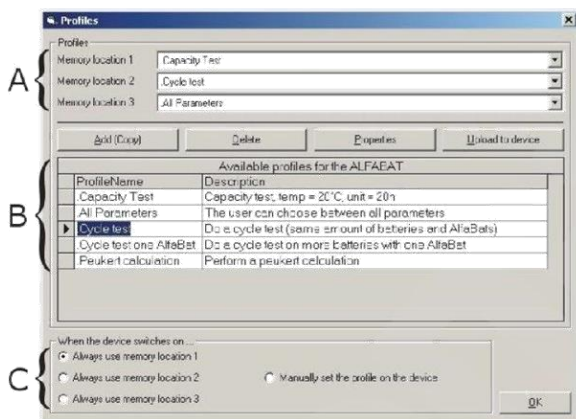 Profiles
Profiles
A
Memory location 1 .Capacity Test
Memory location 2 .Cycle test
Memory location 3 .All Parameters
Add (Copy) Delete Properties Upload to device
B
Available profiles for the ALFABAT
ProfileName Description
.Capacity Test Capacity test, temp = 20°C, unit = 20h
.All Parameters The user can choose between all parameters
.Cycle test Do a cycle test (same amount of batteries and AlfaBats)
.Cycle test one AlfaBat Do a cycle test on more batteries with one AlfaBat
.Peukert calculation Perform a peukert calculation
C
When the device switches on ...
Always use memory location 1
Always use memory location 2 Manually set the profile on the device
Always use memory location 3
OK